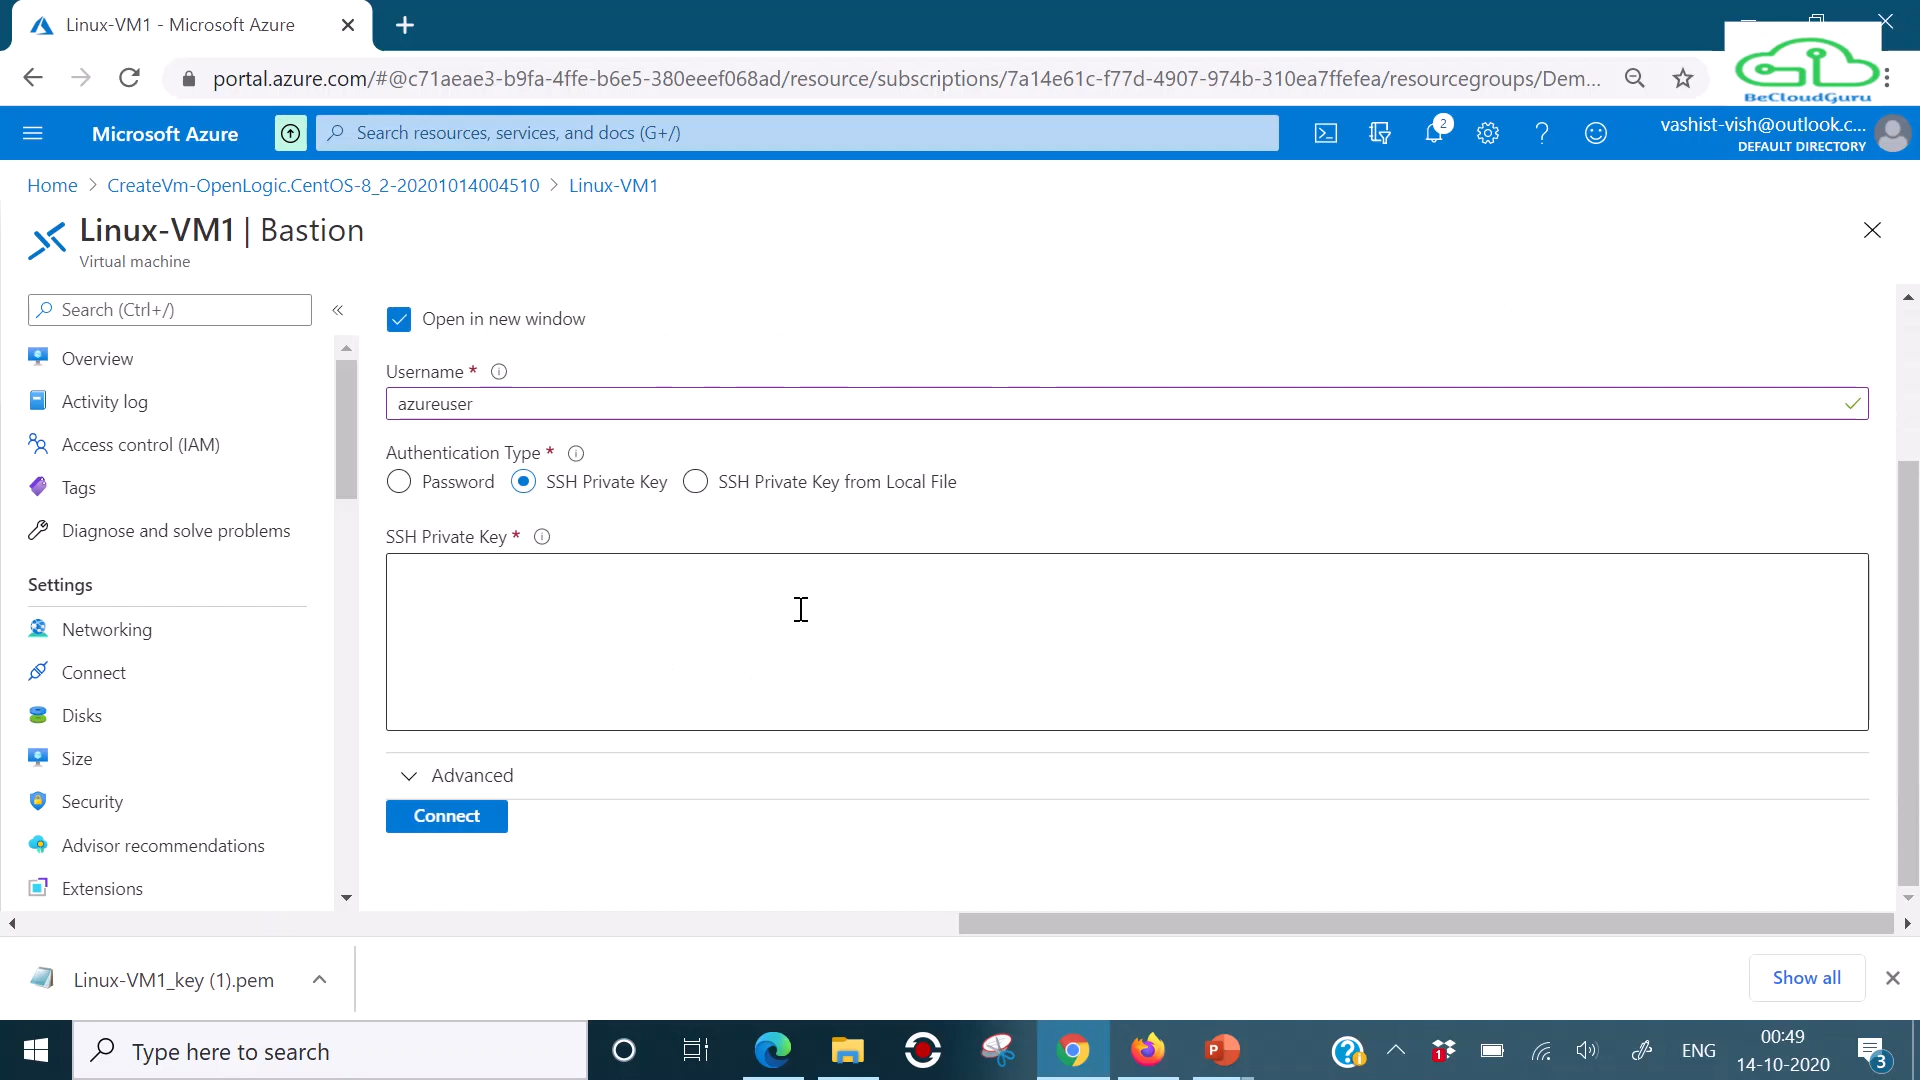 Linux-VM1 - Microsoft Azure
portal.azure.com/#@c71aeae3-b9fa-4ffe-b6e5-380eeef068ad/resource/subscriptions/7a14e61c-f77d-4907-974b-310ea7ffefea/resourcegroups/Dem...
BeCloudGuru
Microsoft Azure
Search resources, services, and docs (G+/)
2
vashist-vish@outlook.c...
DEFAULT DIRECTORY
Home > CreateVm-OpenLogic.CentOS-8_2-20201014004510 > Linux-VM1
Linux-VM1 | Bastion
Virtual machine
Search (Ctrl+/)
Overview
Activity log
Access control (IAM)
Tags
Diagnose and solve problems
Settings
Networking
Connect
Disks
Size
Security
Advisor recommendations
Extensions
Open in new window
Username *
azureuser
Authentication Type *
Password
SSH Private Key
SSH Private Key from Local File
SSH Private Key *
Advanced
Connect
Linux-VM1_key (1).pem
Show all
Type here to search
1
ENG
00:49
14-10-2020
3